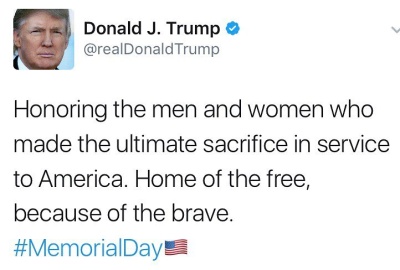 Donald J. Trump
@realDonaldTrump
Honoring the men and women who
made the ultimate sacrifice in service
to America. Home of the free,
because of the brave.
#MemorialDay🇺🇸